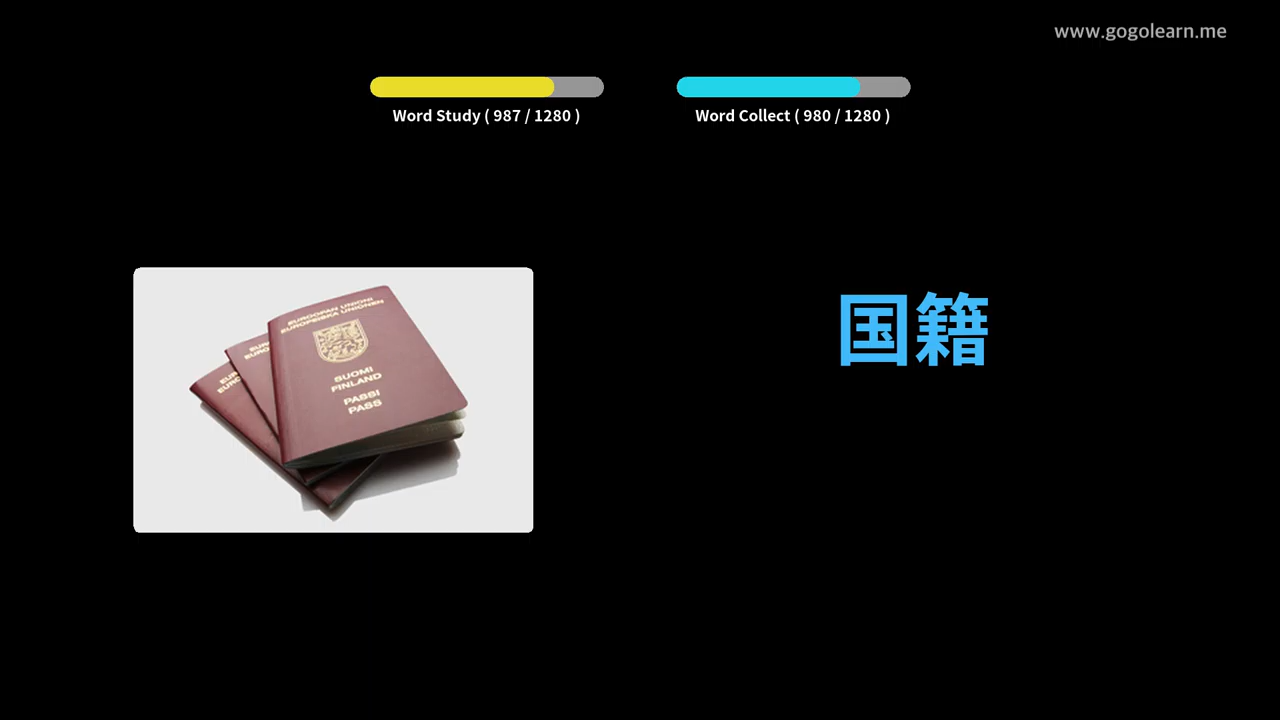 www.gogolearn.me
Word Study ( 987 / 1280 )
Word Collect ( 980 / 1280 )
国籍
EUROOPAN UNIONI
EUROPEISKA UNIONEN
SUOMI
FINLAND
PASSI
PASS